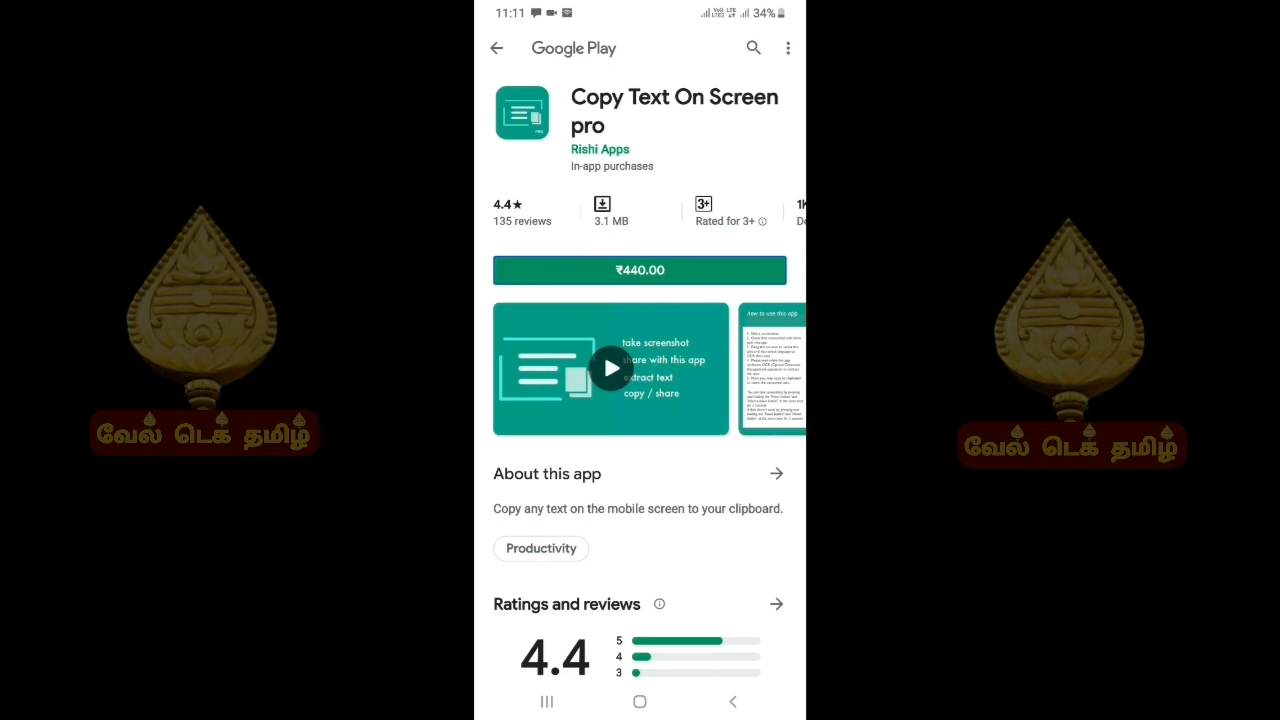 11:11
34%
Google Play
Copy Text On Screen
pro
Rishi Apps
In-app purchases
4.4★
135 reviews
3.1 MB
3+
Rated for 3+
1K
Do
₹440.00
take screenshot
share with this app
extract text
copy / share
how to use this app
About this app
Copy any text on the mobile screen to your clipboard.
Productivity
Ratings and reviews
4.4
5
4
3
வேல் டெக் தமிழ்
வேல் டெக் தமிழ்